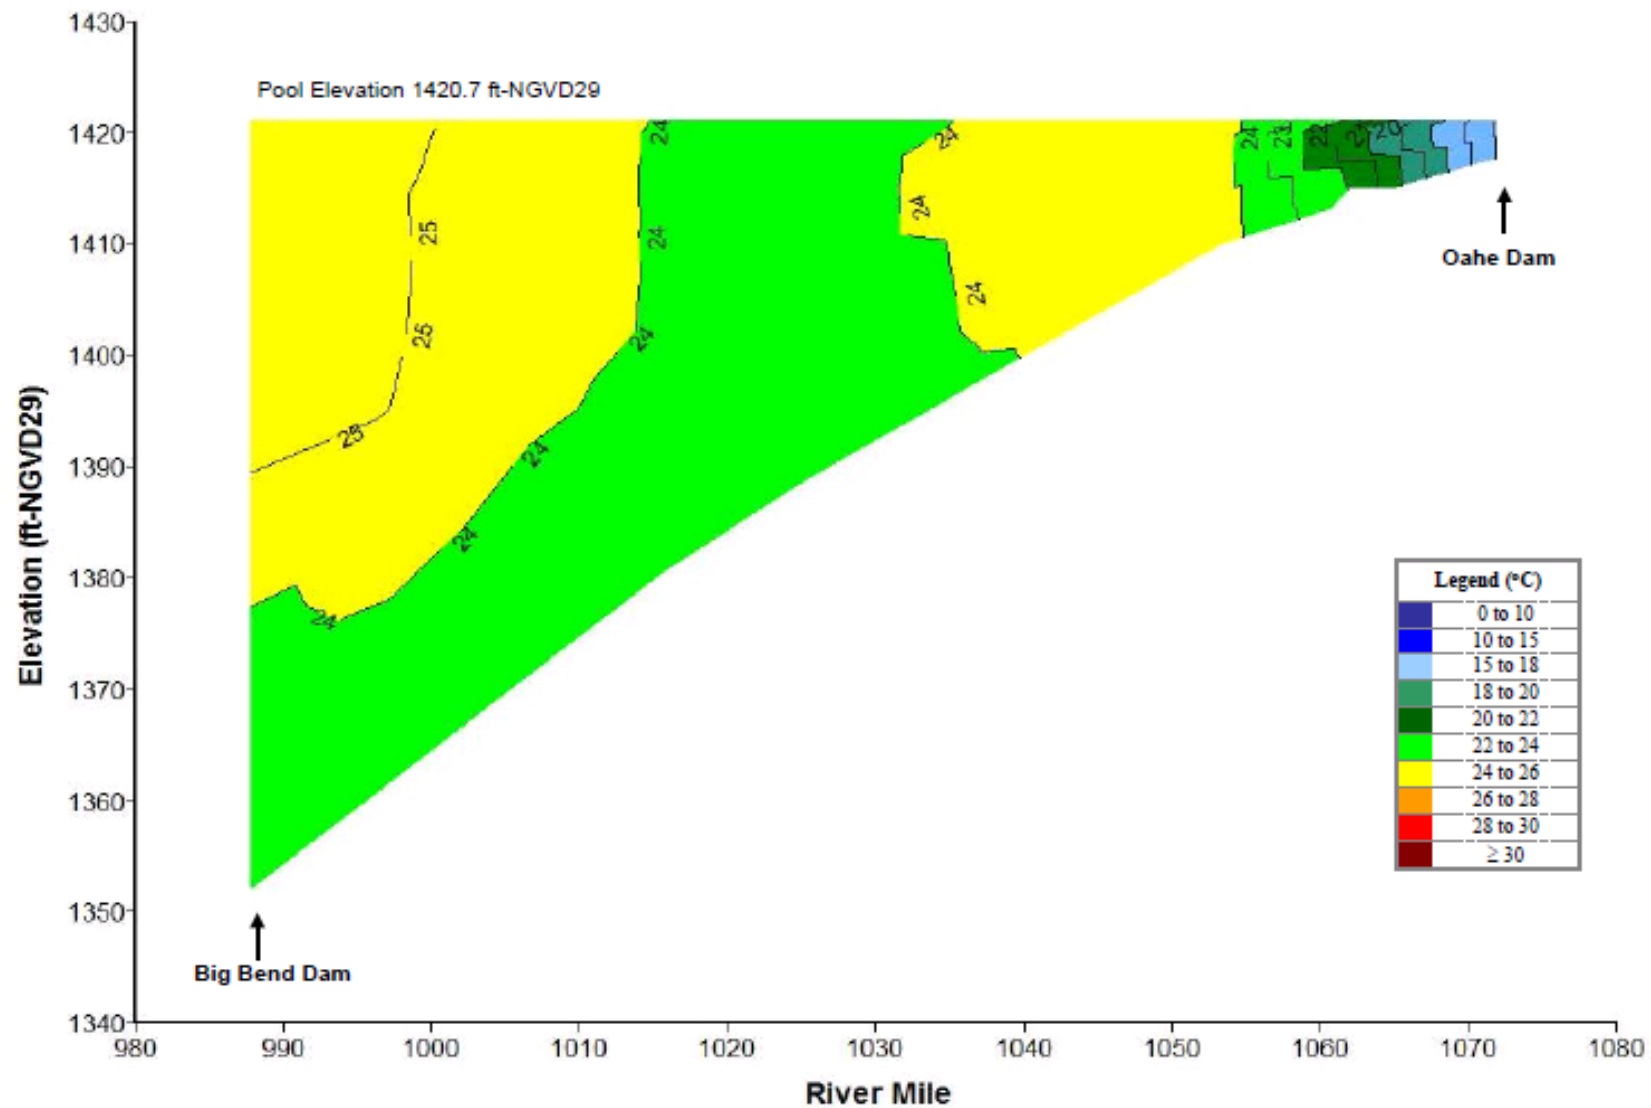 1430
Pool Elevation 1420.7 ft-NGVD29
1420
1410
1400
1390
1380
1370
1360
1350
1340
Elevation (ft-NGVD29)
25
25
25
24
24
24
24
24
24
24
24
24
24
23
22
21
20
Oahe Dam
Big Bend Dam
Legend (°C)
0 to 10
10 to 15
15 to 18
18 to 20
20 to 22
22 to 24
24 to 26
26 to 28
28 to 30
≥ 30
980 990 1000 1010 1020 1030 1040 1050 1060 1070 1080
River Mile